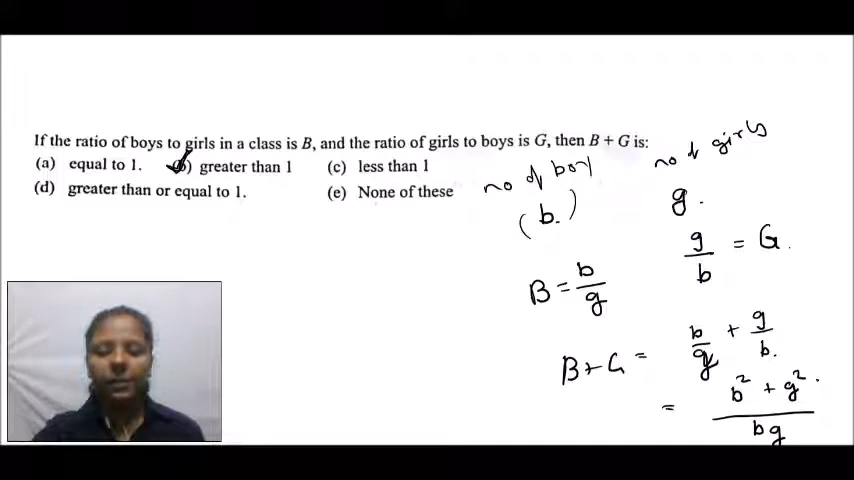 If the ratio of boys to girls in a class is B, and the ratio of girls to boys is G, then B + G is:
(a) equal to 1. (b) greater than 1 (c) less than 1
(d) greater than or equal to 1. (e) None of these
no of boy
(b.)
no of girls
g.
g/b = G.
B = b/g
B+G = b/g + g/b.
= b² + g². / bg